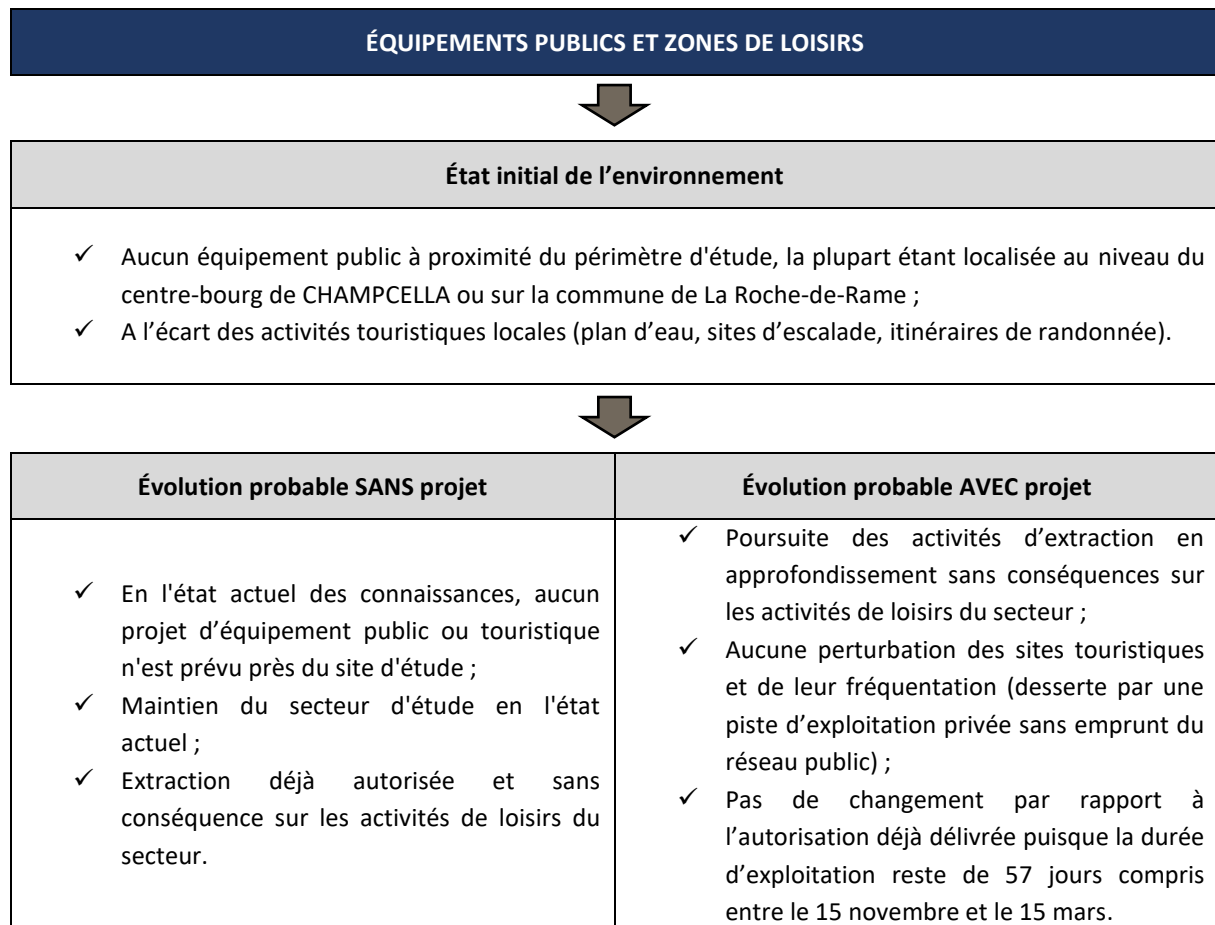 ÉQUIPEMENTS PUBLICS ET ZONES DE LOISIRS
État initial de l’environnement
✓ Aucun équipement public à proximité du périmètre d'étude, la plupart étant localisée au niveau du
centre-bourg de CHAMPCELLA ou sur la commune de La Roche-de-Rame ;
✓ A l’écart des activités touristiques locales (plan d’eau, sites d’escalade, itinéraires de randonnée).
Évolution probable SANS projet
✓ En l'état actuel des connaissances, aucun
projet d’équipement public ou touristique
n'est prévu près du site d'étude ;
✓ Maintien du secteur d'étude en l'état
actuel ;
✓ Extraction déjà autorisée et sans
conséquence sur les activités de loisirs du
secteur.
Évolution probable AVEC projet
✓ Poursuite des activités d’extraction en
approfondissement sans conséquences sur
les activités de loisirs du secteur ;
✓ Aucune perturbation des sites touristiques
et de leur fréquentation (desserte par une
piste d’exploitation privée sans emprunt du
réseau public) ;
✓ Pas de changement par rapport à
l’autorisation déjà délivrée puisque la durée
d’exploitation reste de 57 jours compris
entre le 15 novembre et le 15 mars.